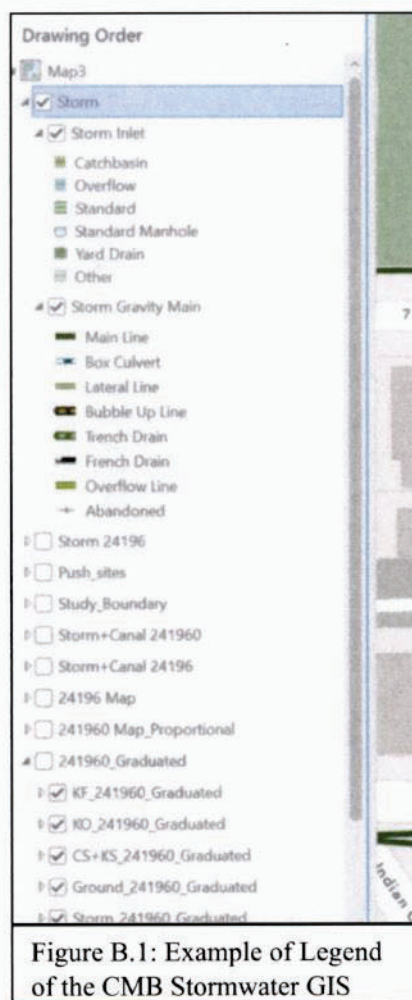 Drawing Order
Map3
Storm
Storm Inlet
Catchbasin
Overflow
Standard
Standard Manhole
Yard Drain
Other
Storm Gravity Main
Main Line
Box Culvert
Lateral Line
Bubble Up Line
Trench Drain
French Drain
Overflow Line
Abandoned
Storm 24196
Push_sites
Study_Boundary
Storm+Canal 241960
Storm+Canal 24196
24196 Map
241960 Map_Proportional
241960_Graduated
KF_241960_Graduated
KO_241960_Graduated
CS+KS_241960_Graduated
Ground_241960_Graduated
Storm 241960 Graduated
7
Indian
Figure B.1: Example of Legend
of the CMB Stormwater GIS